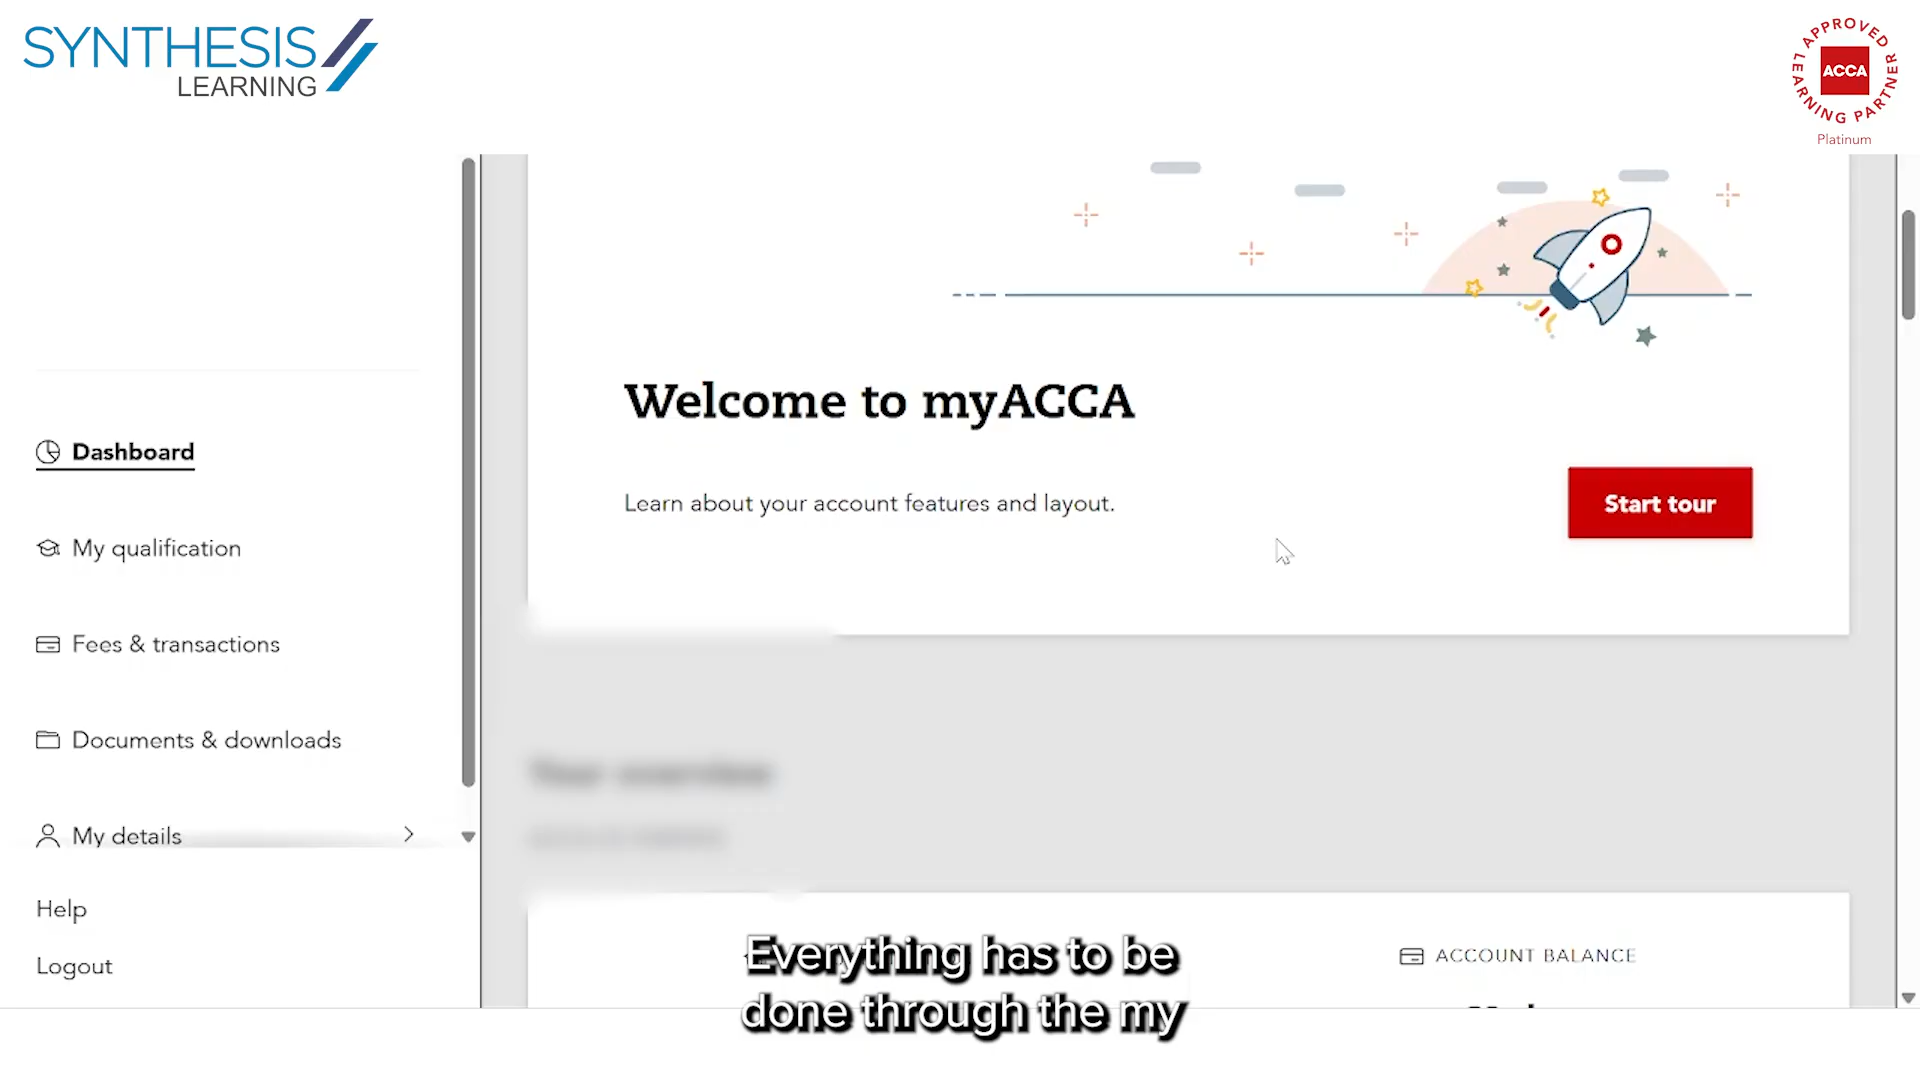 SYNTHESIS
LEARNING
APPROVED
LEARNING PARTNER
ACCA
Platinum
Dashboard
My qualification
Fees & transactions
Documents & downloads
My details
Help
Logout
Welcome to myACCA
Learn about your account features and layout.
Start tour
Your overview
ACCOUNT BALANCE
Everything has to be
done through the my